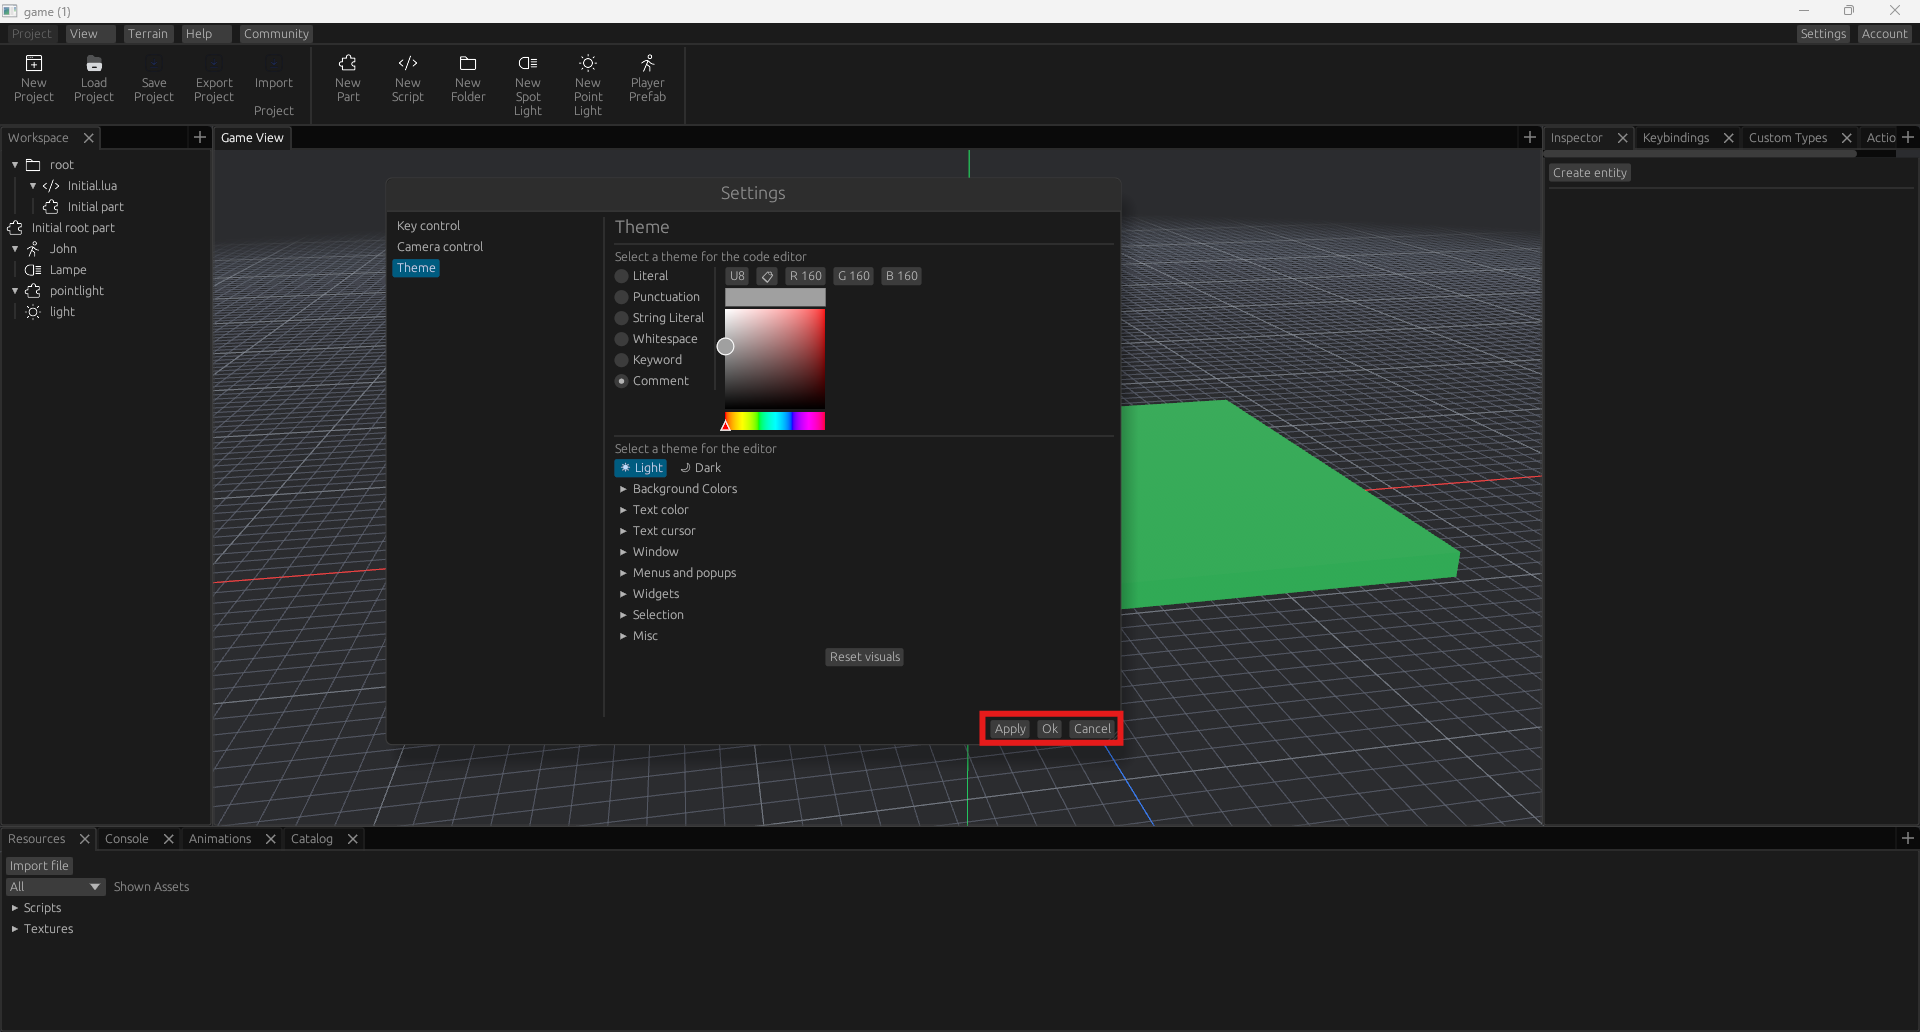 game (1)
Project View Terrain Help Community Settings Account
New Project
Load Project
Save Project
Export Project
Import Project
New Part
New Script
New Folder
New Spot Light
New Point Light
Player Prefab
Workspace
Game View
Inspector Keybindings Custom Types Actio
root
Initial.lua
Initial part
Initial root part
John
Lampe
pointlight
light
Create entity
Settings
Key control
Camera control
Theme
Theme
Select a theme for the code editor
Literal
Punctuation
String Literal
Whitespace
Keyword
Comment
U8 R 160 G 160 B 160
Select a theme for the editor
Light Dark
Background Colors
Text color
Text cursor
Window
Menus and popups
Widgets
Selection
Misc
Reset visuals
Apply Ok Cancel
Resources Console Animations Catalog
Import file
All Shown Assets
Scripts
Textures